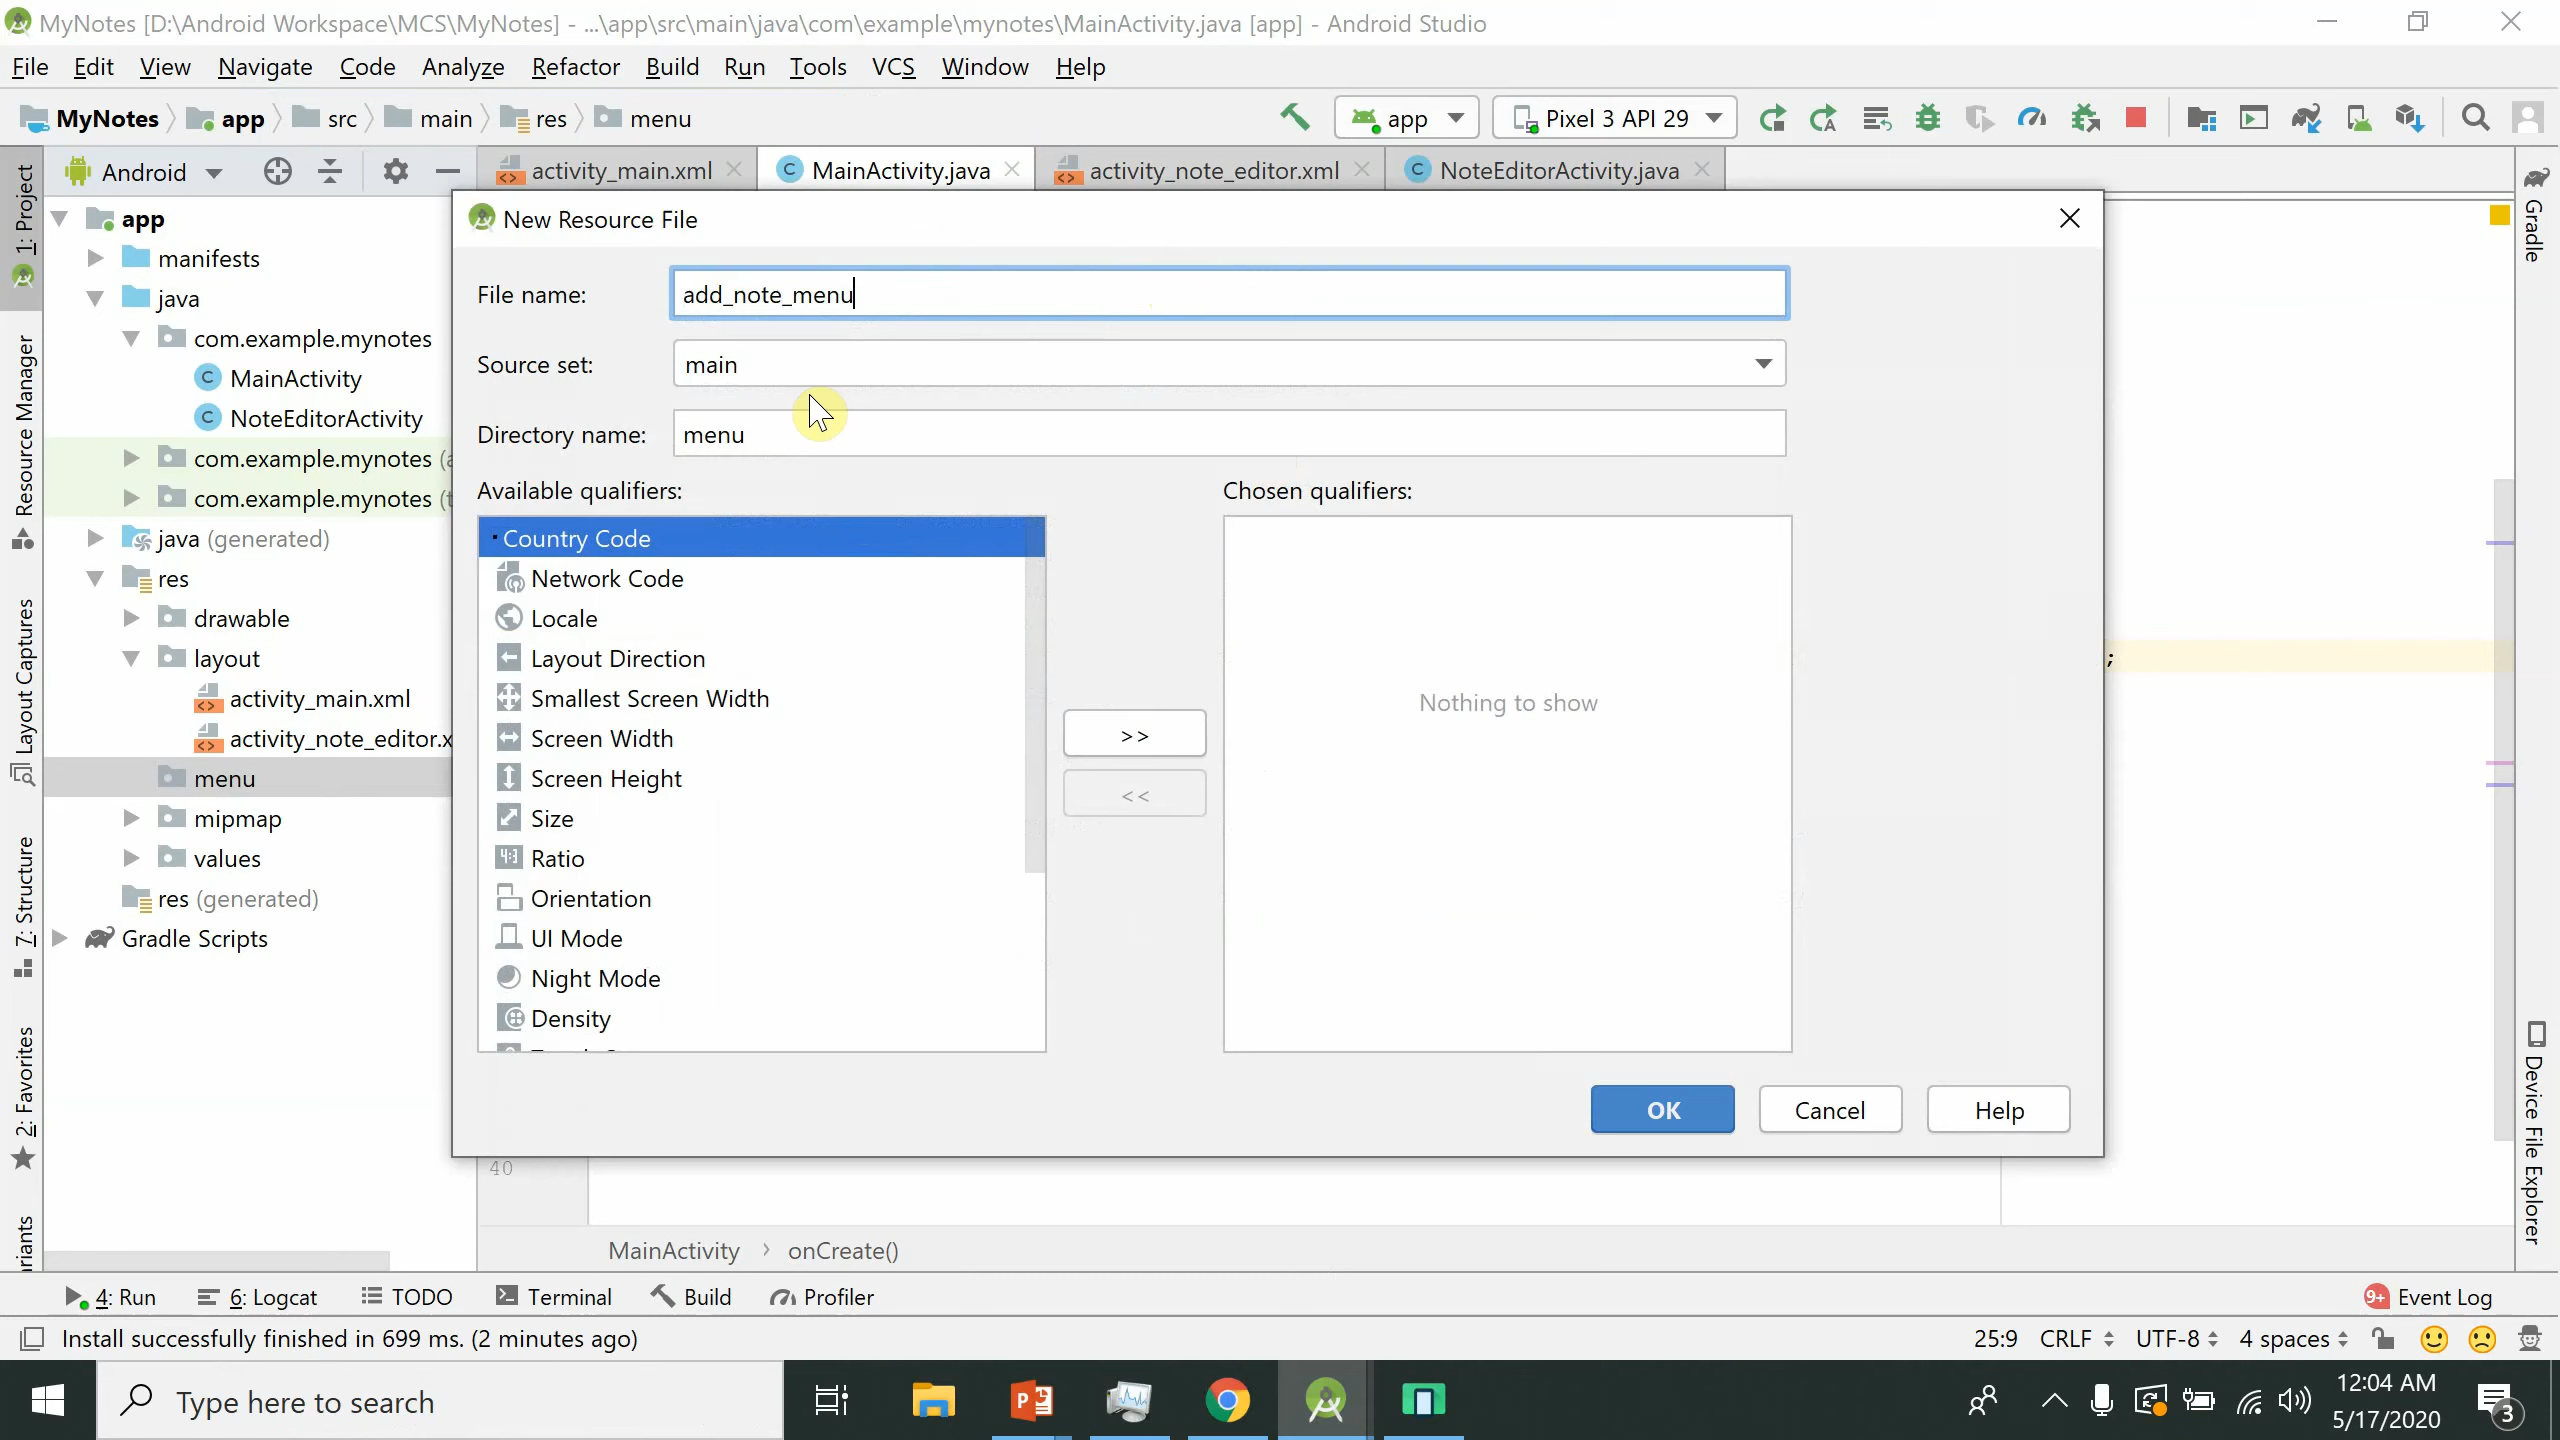 MyNotes [D:\Android Workspace\MCS\MyNotes] - ...\app\src\main\java\com\example\mynotes\MainActivity.java [app] - Android Studio
File Edit View Navigate Code Analyze Refactor Build Run Tools VCS Window Help
MyNotes app src main res menu app Pixel 3 API 29
Android activity_main.xml MainActivity.java activity_note_editor.xml NoteEditorActivity.java
1: Project
Resource Manager
Layout Captures
7: Structure
2: Favorites
Gradle
Device File Explorer
app
manifests
java
com.example.mynotes
MainActivity
NoteEditorActivity
com.example.mynotes
com.example.mynotes
java (generated)
res
drawable
layout
activity_main.xml
activity_note_editor.x
menu
mipmap
values
res (generated)
Gradle Scripts
New Resource File
File name: add_note_menu
Source set: main
Directory name: menu
Available qualifiers: Chosen qualifiers:
Country Code
Network Code
Locale
Layout Direction
Smallest Screen Width
Screen Width
Screen Height
Size
Ratio
Orientation
UI Mode
Night Mode
Density
>>
<<
Nothing to show
OK Cancel Help
;
40
MainActivity › onCreate()
4: Run 6: Logcat TODO Terminal Build Profiler 9+ Event Log
Install successfully finished in 699 ms. (2 minutes ago) 25:9 CRLF UTF-8 4 spaces
Type here to search
12:04 AM
5/17/2020
3